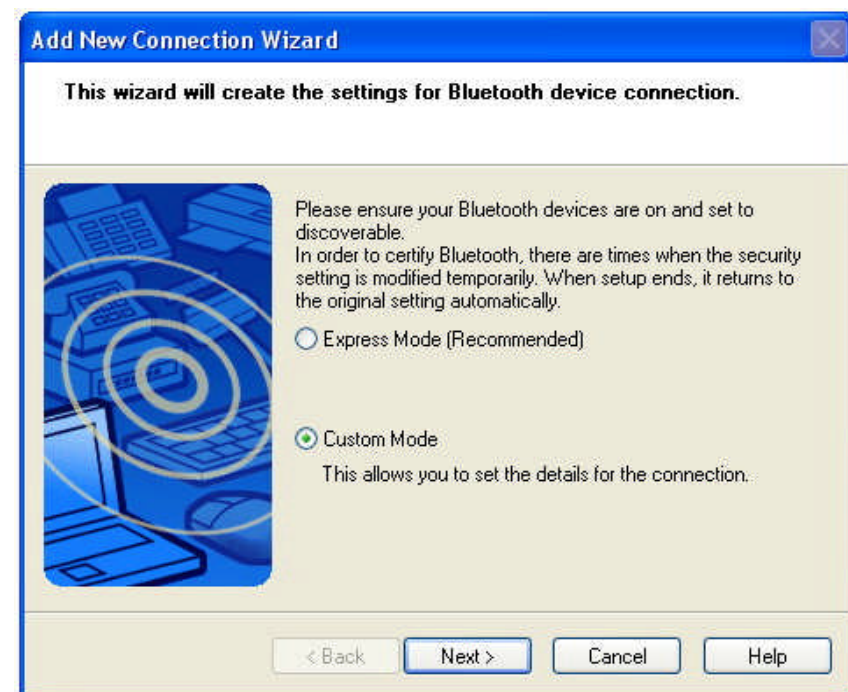 Add New Connection Wizard
This wizard will create the settings for Bluetooth device connection.
Please ensure your Bluetooth devices are on and set to
discoverable.
In order to certify Bluetooth, there are times when the security
setting is modified temporarily. When setup ends, it returns to
the original setting automatically.
Express Mode (Recommended)
Custom Mode
This allows you to set the details for the connection.
< Back Next > Cancel Help